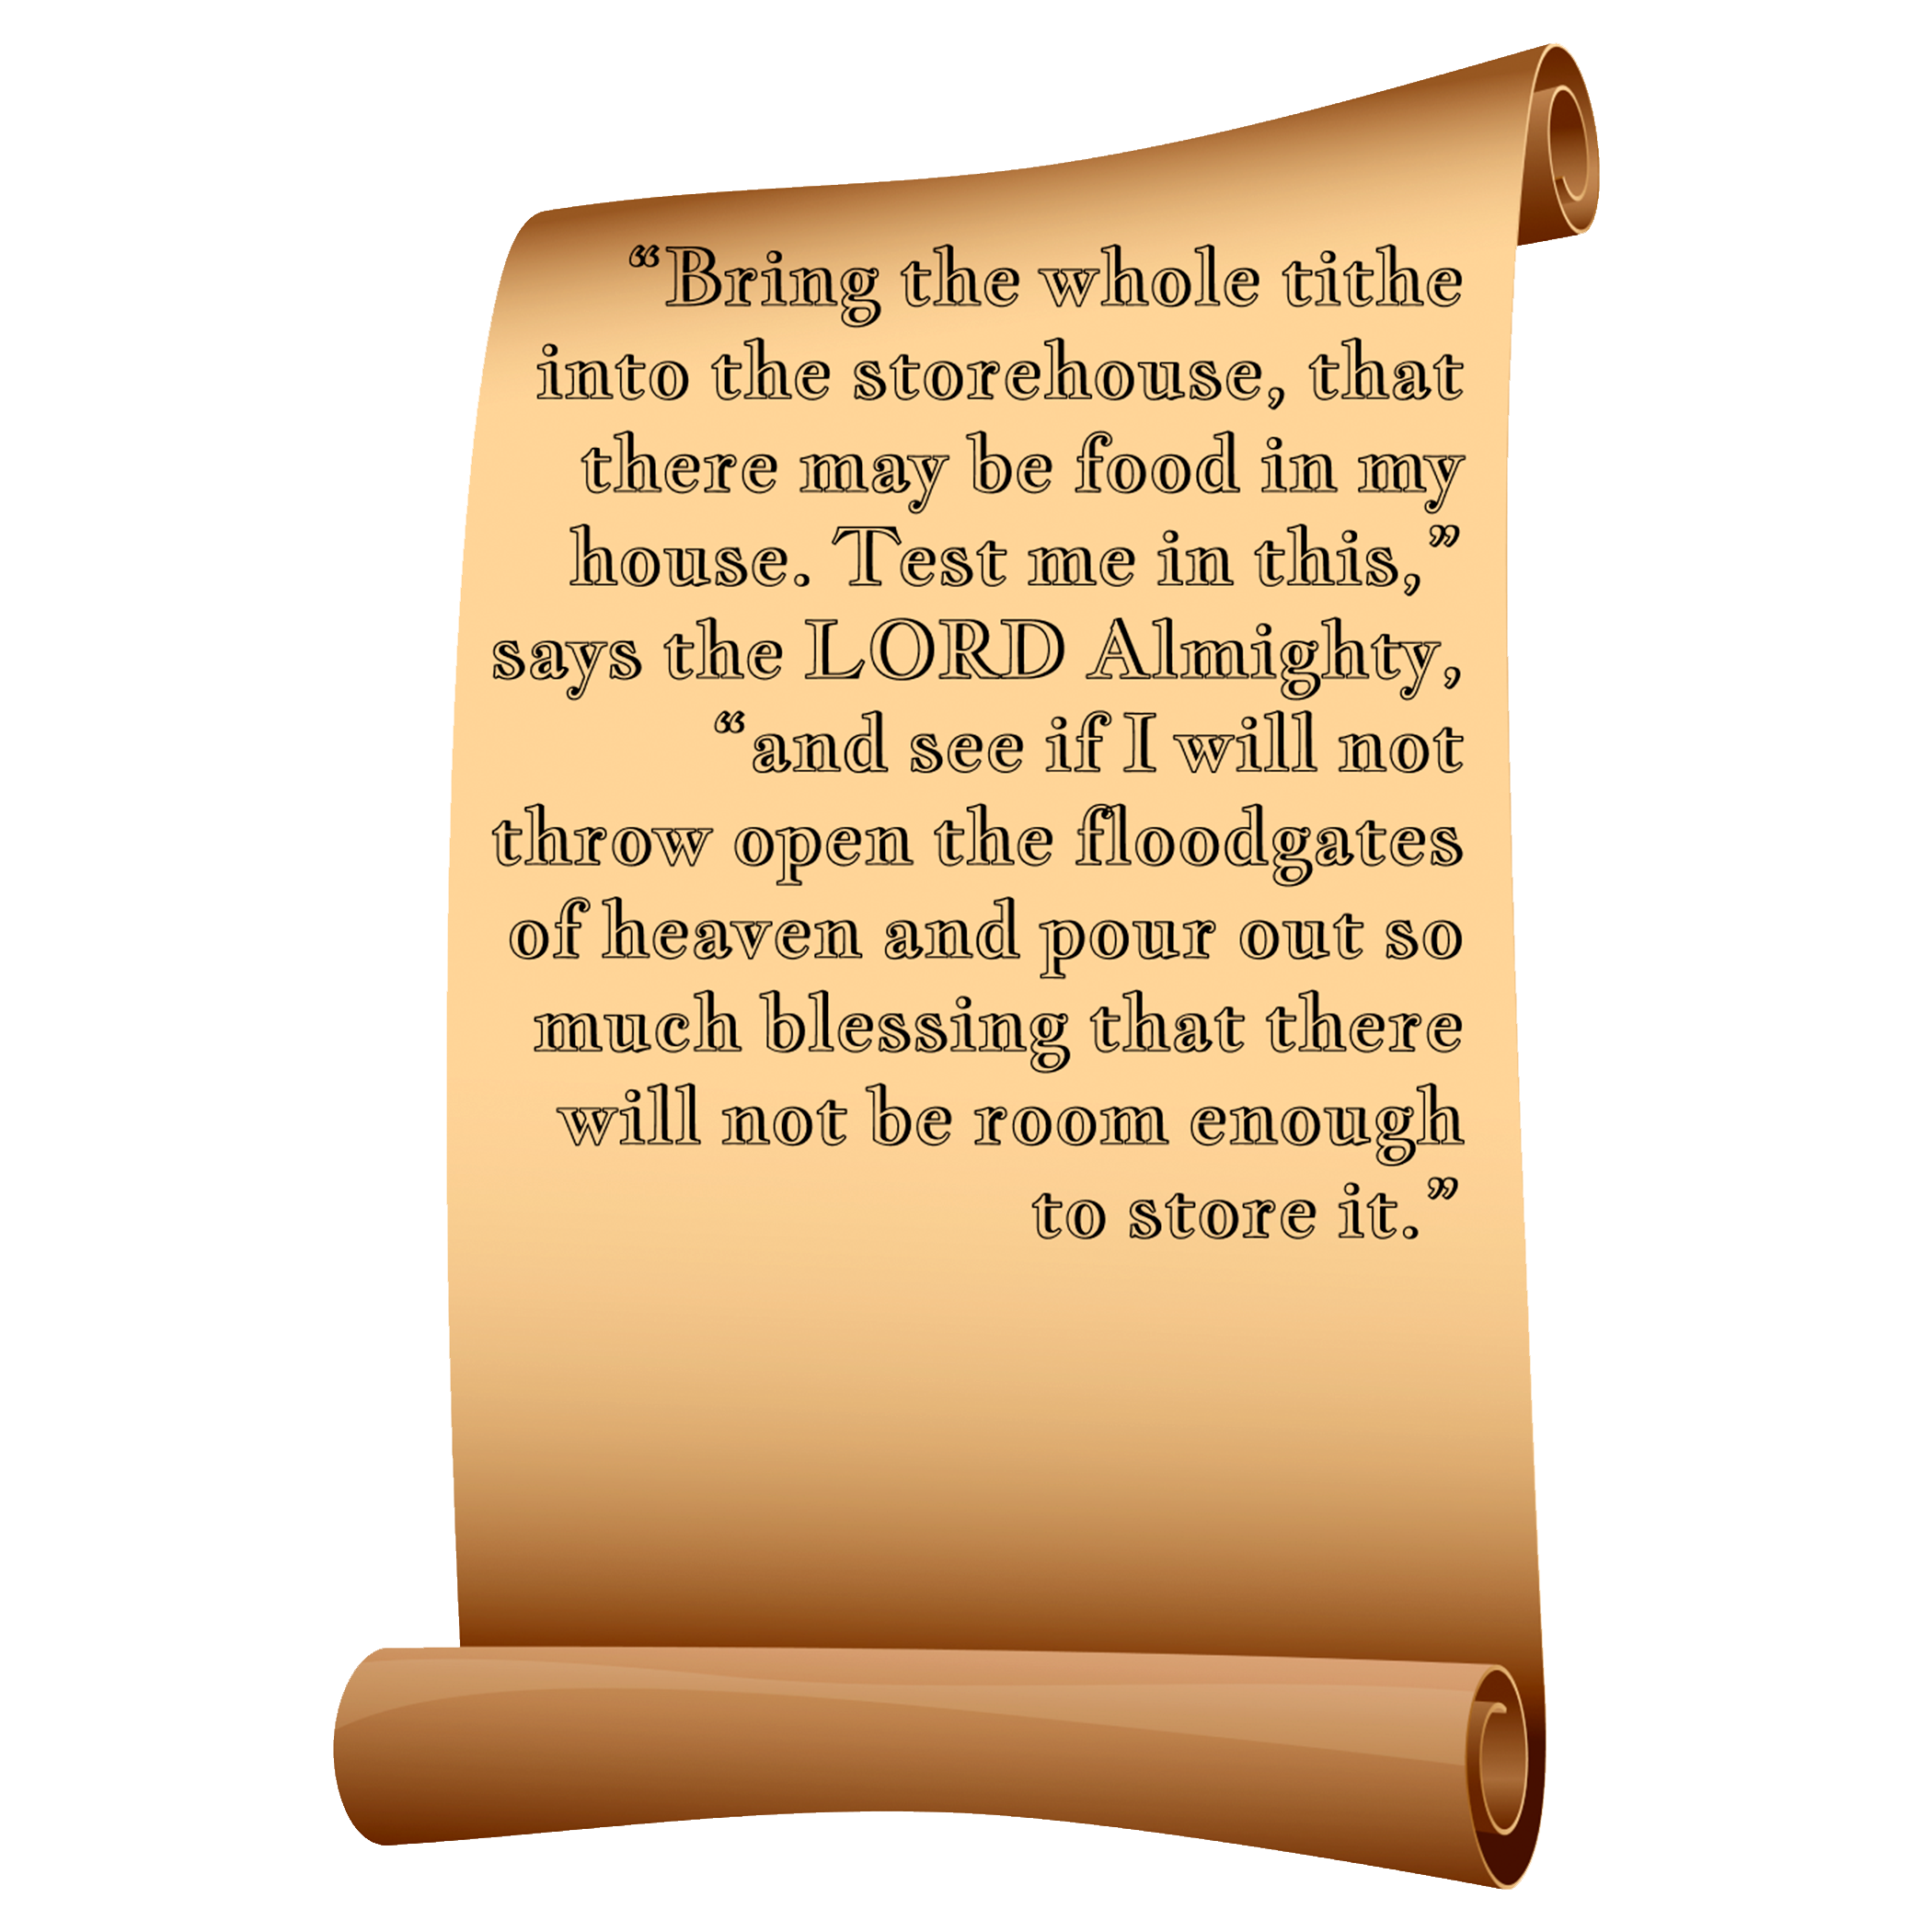 “Bring the whole tithe
into the storehouse, that
there may be food in my
house. Test me in this,”
says the LORD Almighty,
“and see if I will not
throw open the floodgates
of heaven and pour out so
much blessing that there
will not be room enough
to store it.”